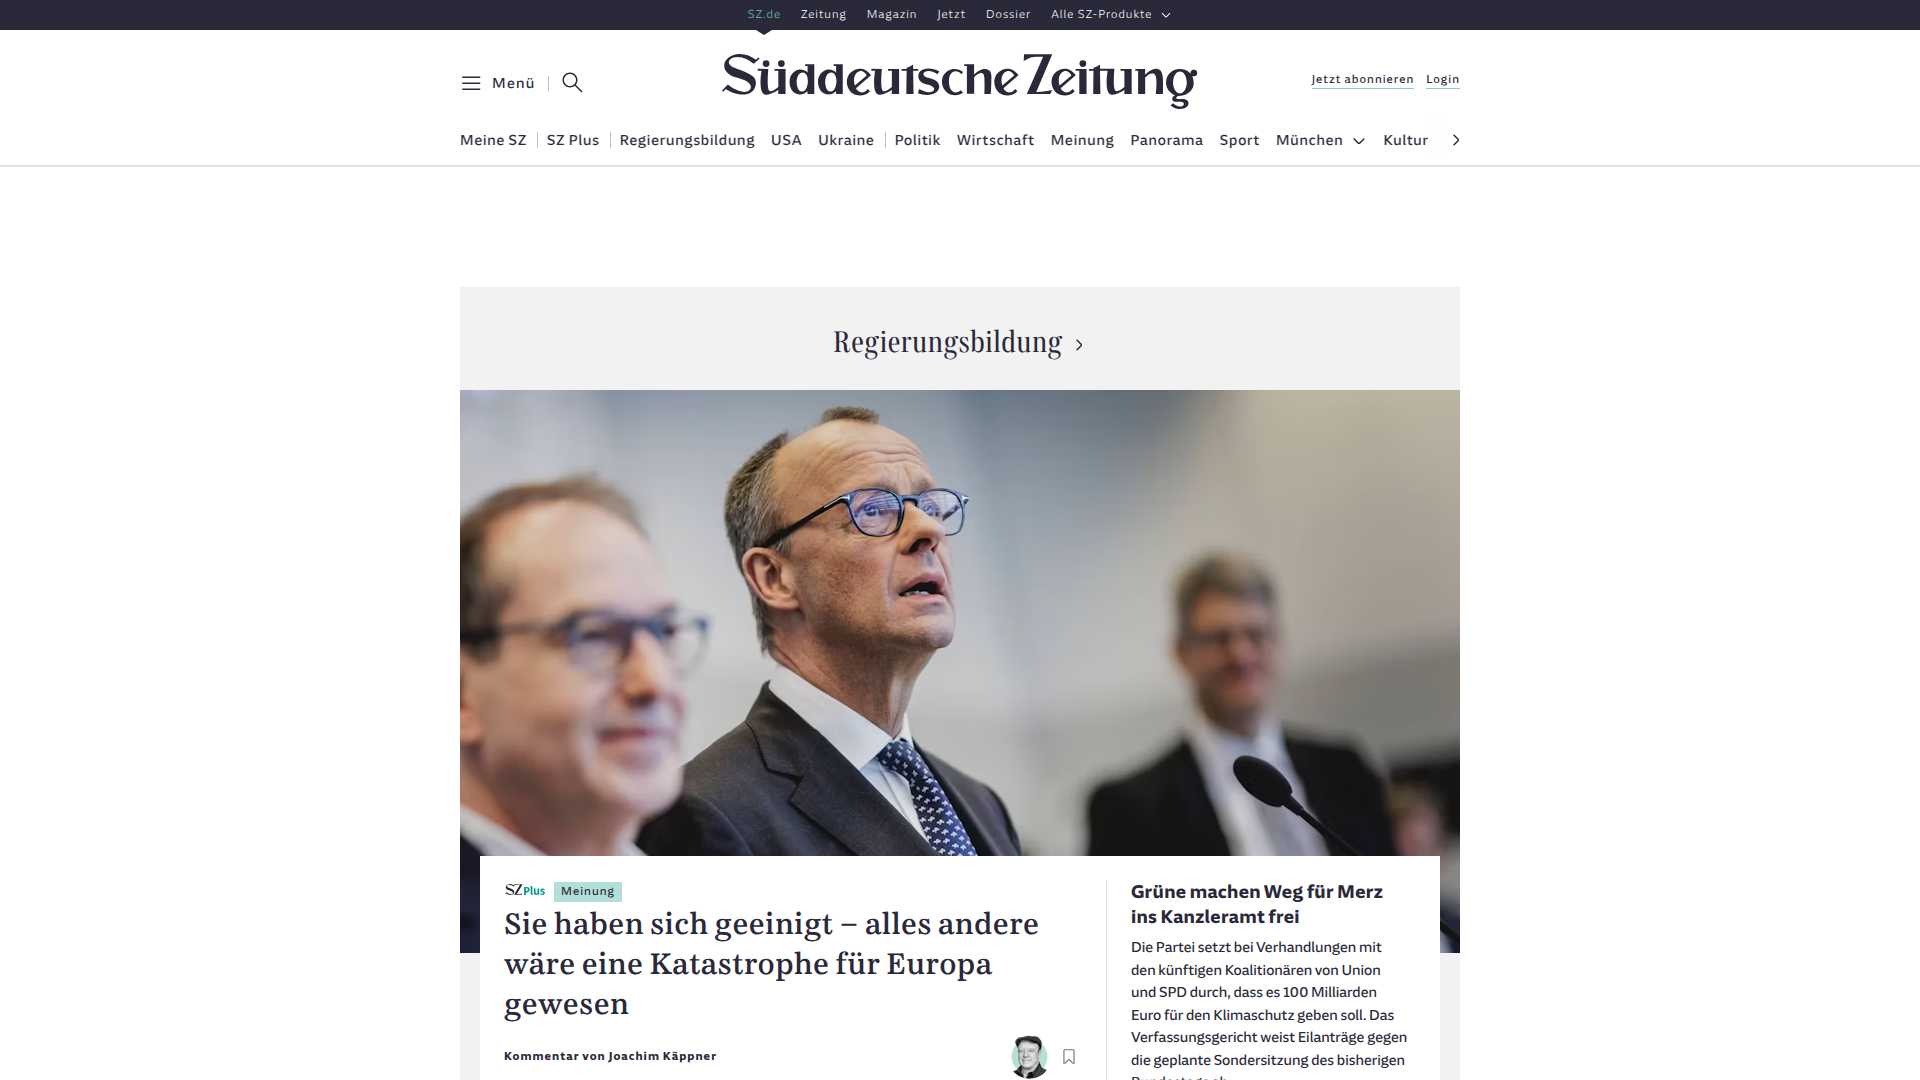 SZ.de Zeitung Magazin Jetzt Dossier Alle SZ-Produkte
Menü
Süddeutsche Zeitung
Jetzt abonnieren Login
Meine SZ SZ Plus Regierungsbildung USA Ukraine Politik Wirtschaft Meinung Panorama Sport München Kultur
Regierungsbildung
SZ Plus Meinung
Sie haben sich geeinigt – alles andere
wäre eine Katastrophe für Europa
gewesen
Kommentar von Joachim Käppner
Grüne machen Weg für Merz
ins Kanzleramt frei
Die Partei setzt bei Verhandlungen mit
den künftigen Koalitionären von Union
und SPD durch, dass es 100 Milliarden
Euro für den Klimaschutz geben soll. Das
Verfassungsgericht weist Eilanträge gegen
die geplante Sondersitzung des bisherigen